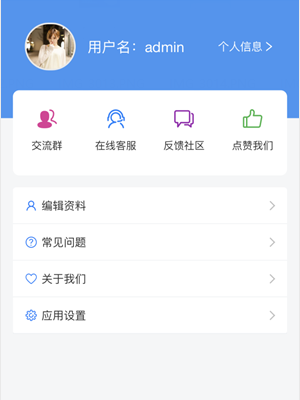 用户名：admin 个人信息
交流群 在线客服 反馈社区 点赞我们
编辑资料
常见问题
关于我们
应用设置